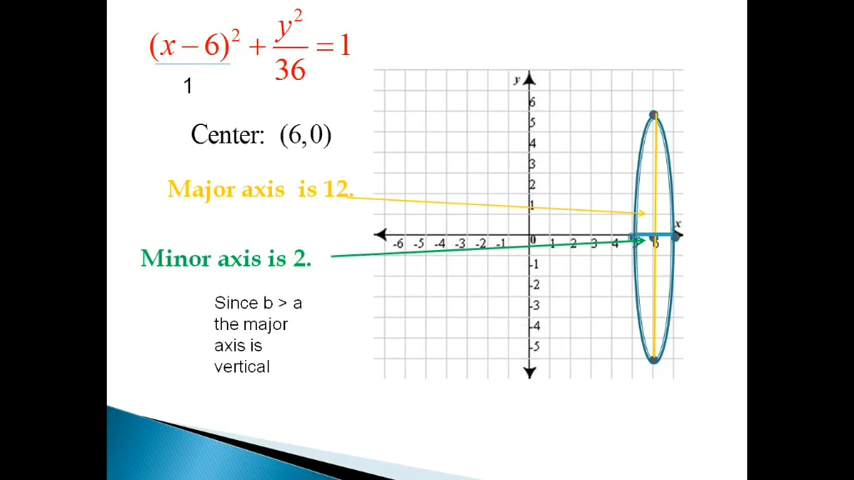 (x − 6)² + y²/36 = 1
1
Center: (6,0)
Major axis is 12.
Minor axis is 2.
Since b > a
the major
axis is
vertical
y
6
5
4
3
2
1
x
-6 -5 -4 -3 -2 -1 0 1 2 3 4 6
-1
-2
-3
-4
-5